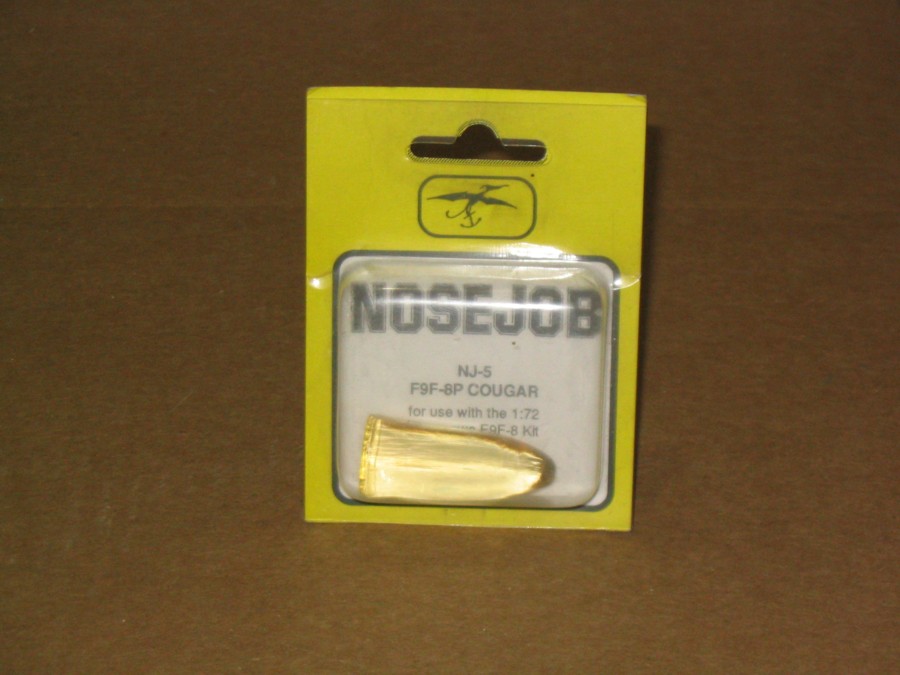 NOSEJOB
NJ-5
F9F-8P COUGAR
for use with the 1:72
F9F-8 Kit